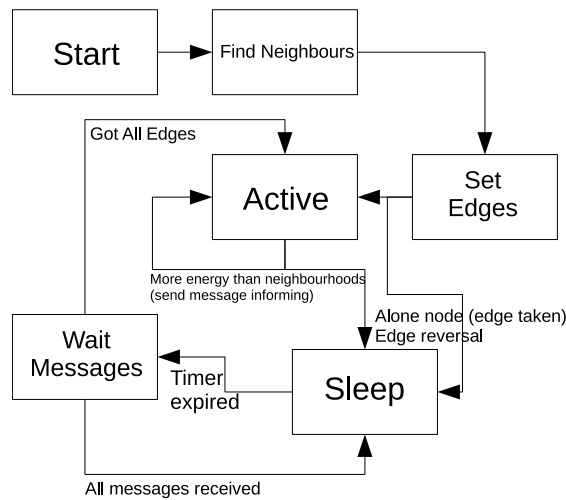 Start
Find Neighbours
Got All Edges
Active
Set
Edges
More energy than neighbourhoods
(send message informing)
Alone node (edge taken)
Edge reversal
Wait
Messages
Timer
expired
Sleep
All messages received